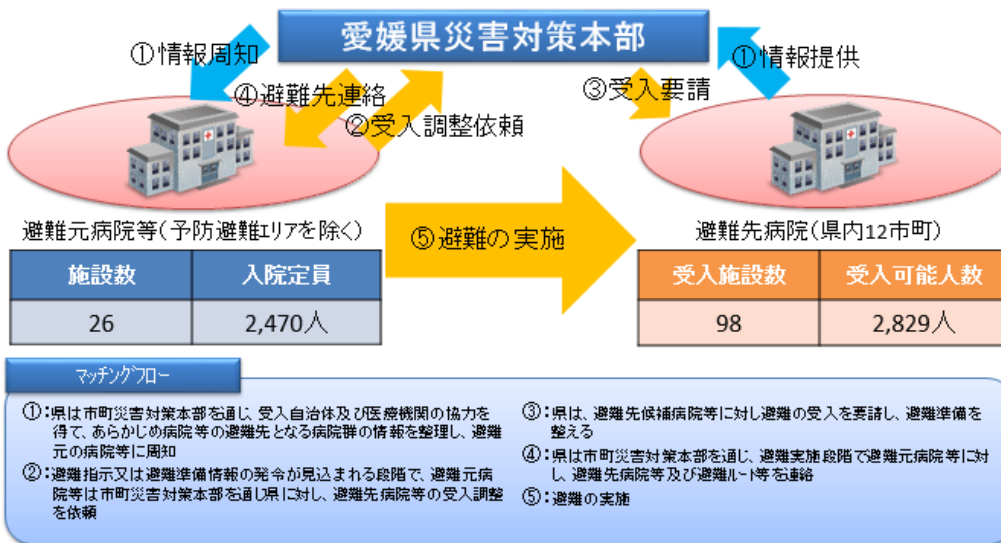 愛媛県災害対策本部
①情報周知
①情報提供
④避難先連絡
③受入要請
②受入調整依頼
避難元病院等(予防避難エリアを除く)
⑤避難の実施
避難先病院(県内12市町)
施設数 入院定員
26 2,470人
受入施設数 受入可能人数
98 2,829人
マッチングフロー
①:県は市町災害対策本部を通じ、受入自治体及び医療機関の協力を
得て、あらかじめ病院等の避難先となる病院群の情報を整理し、避難
元の病院等に周知
②:避難指示又は避難準備情報の発令が見込まれる段階で、避難元病
院等は市町災害対策本部を通じ県に対し、避難先病院等の受入調整
を依頼
③:県は、避難先候補病院等に対し避難の受入を要請し、避難準備を
整える
④:県は市町災害対策本部を通じ、避難実施段階で避難元病院等に対
し、避難先病院等及び避難ルート等を連絡
⑤:避難の実施